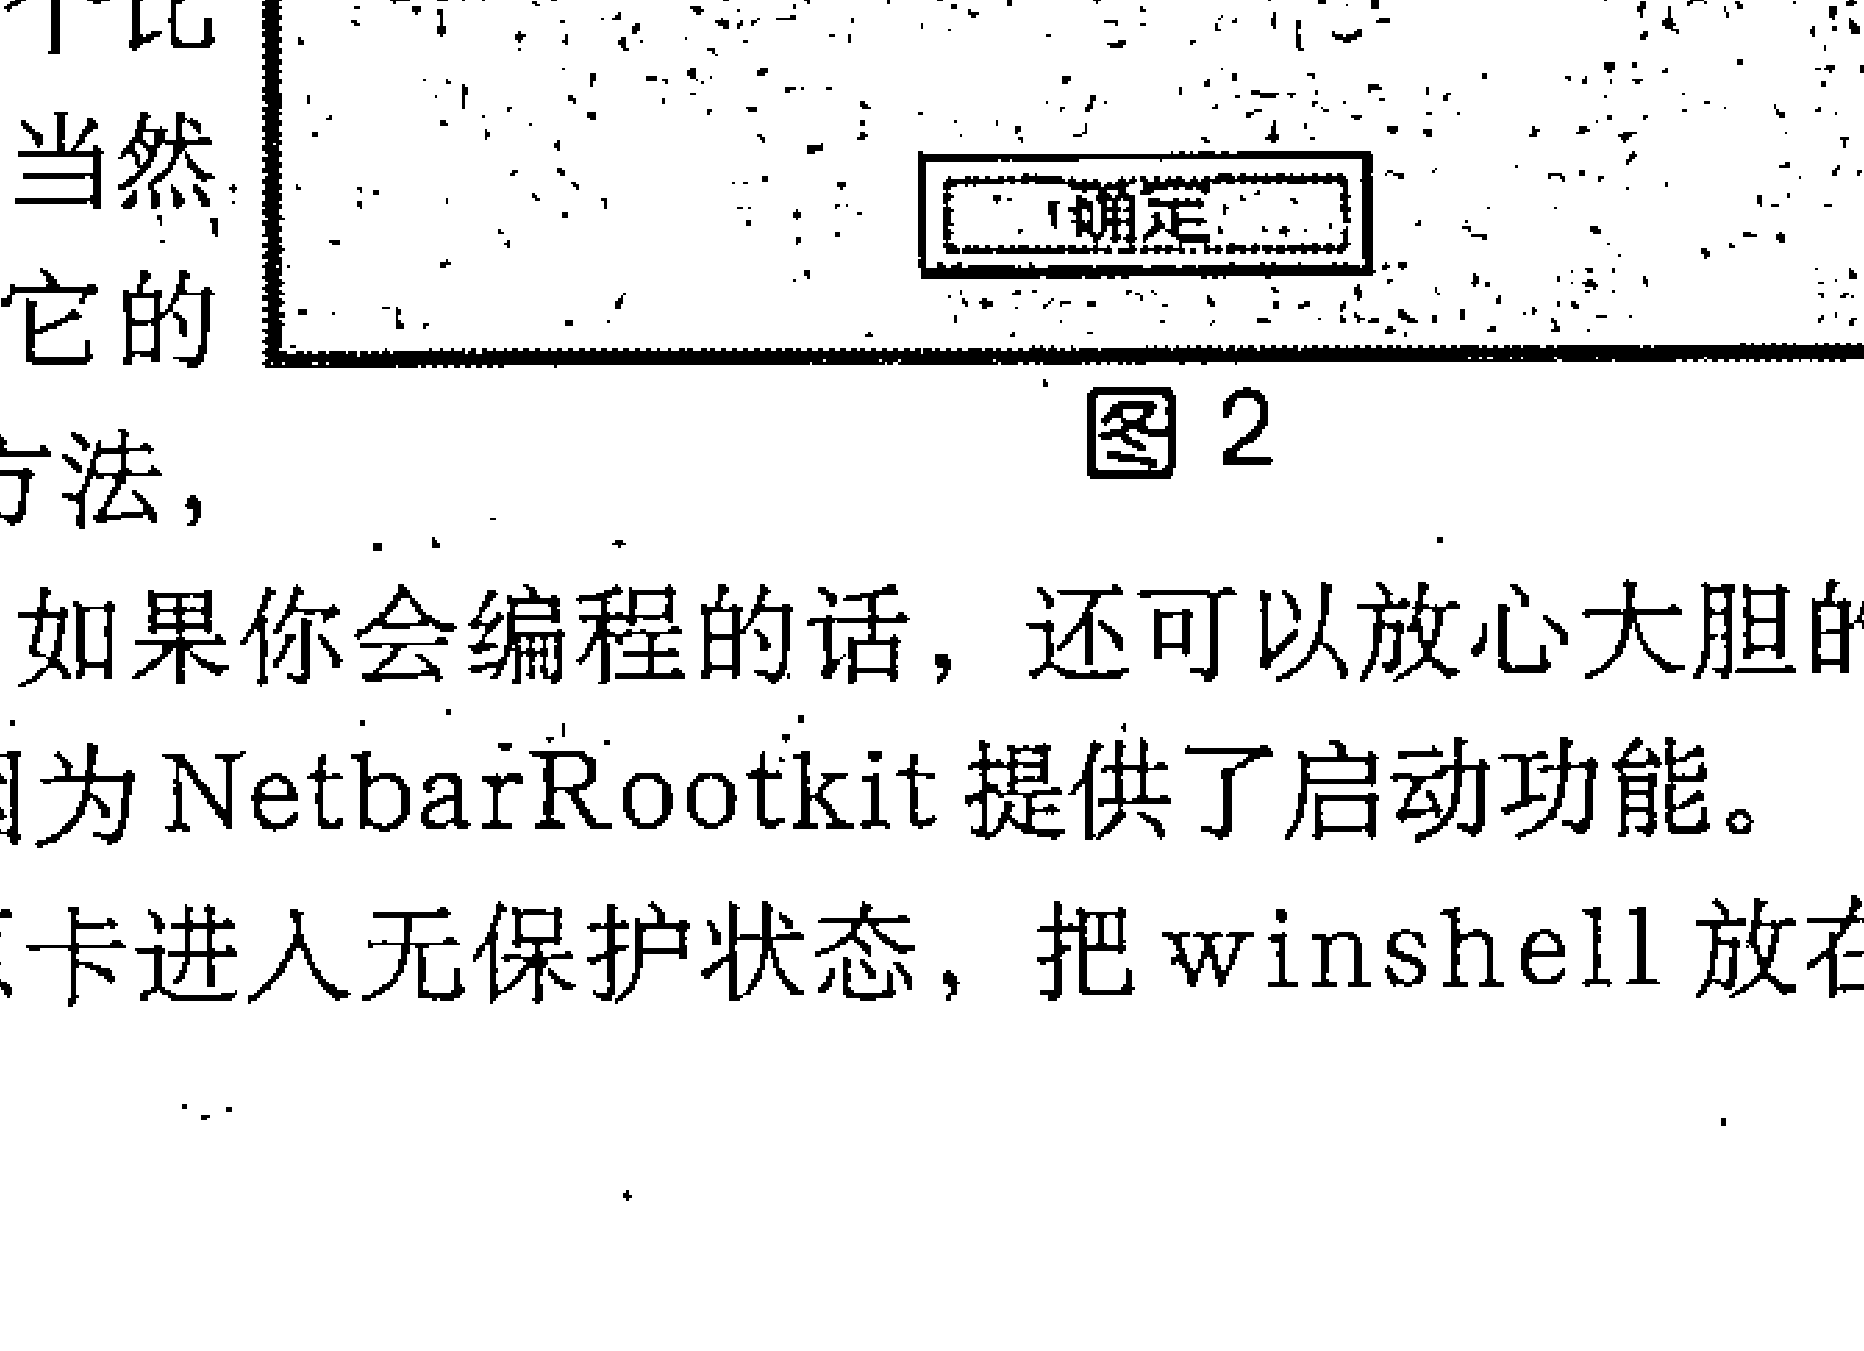 当然
它的
方法，
确定
图 2
如果你会编程的话，还可以放心大胆的
因为 NetbarRootkit 提供了启动功能。
卡进入无保护状态，把 winshell 放在